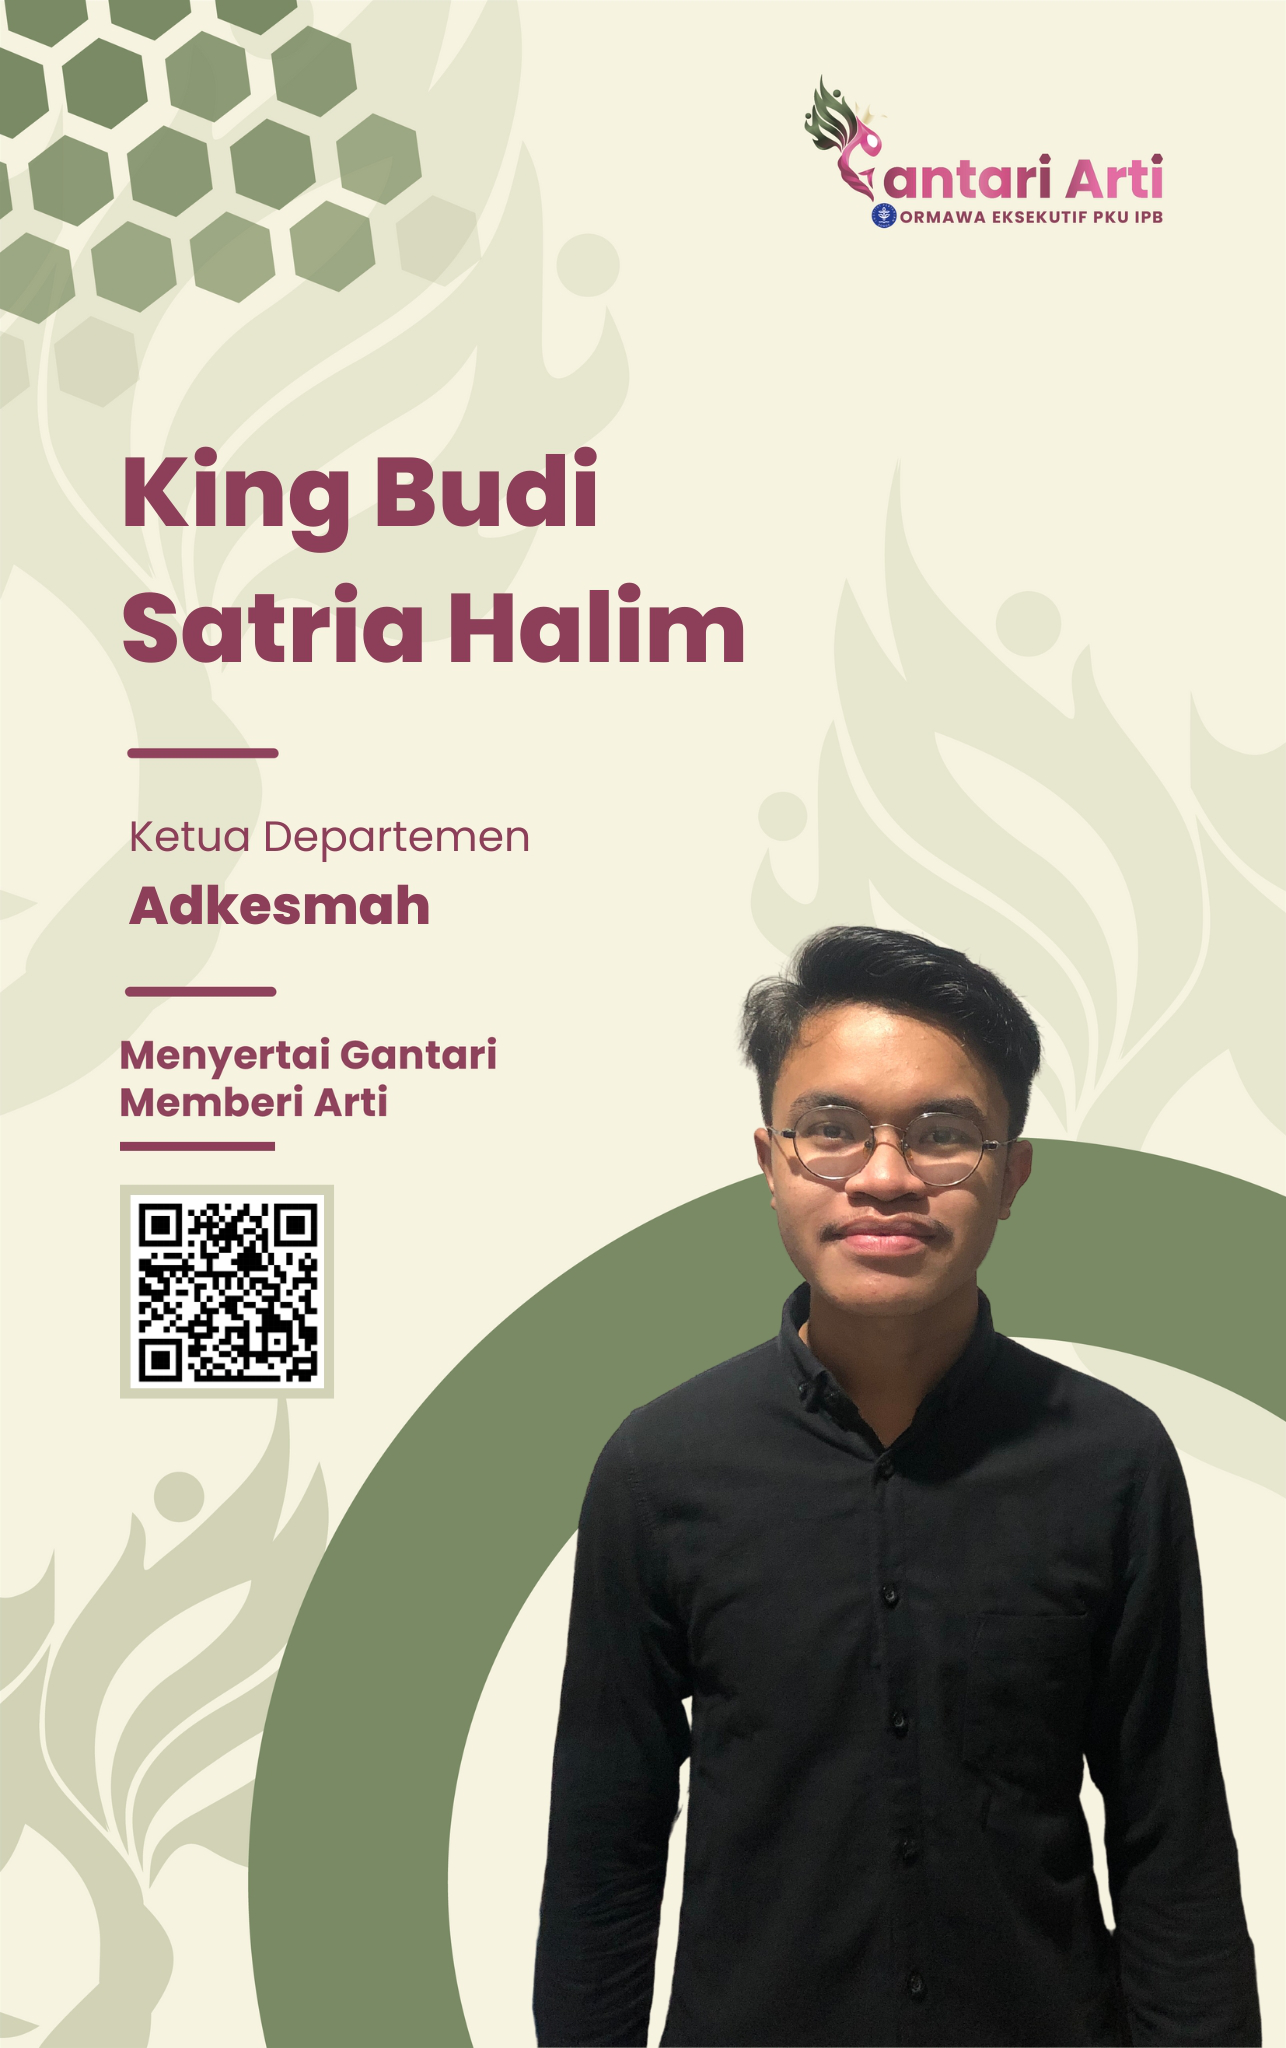 Gantari Arti
ORMAWA EKSEKUTIF PKU IPB
King Budi
Satria Halim
Ketua Departemen
Adkesmah
Menyertai Gantari
Memberi Arti